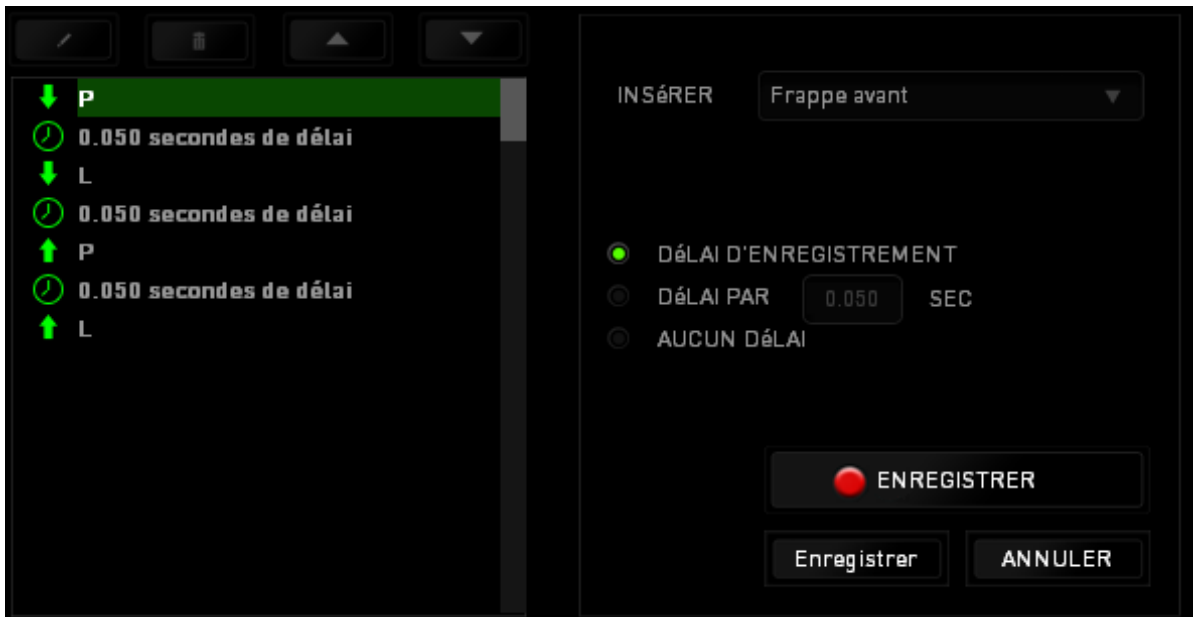 P
0.050 secondes de délai
L
0.050 secondes de délai
P
0.050 secondes de délai
L
INSéRER Frappe avant
DéLAI D'ENREGISTREMENT
DéLAI PAR 0.050 SEC
AUCUN DéLAI
ENREGISTRER
Enregistrer ANNULER